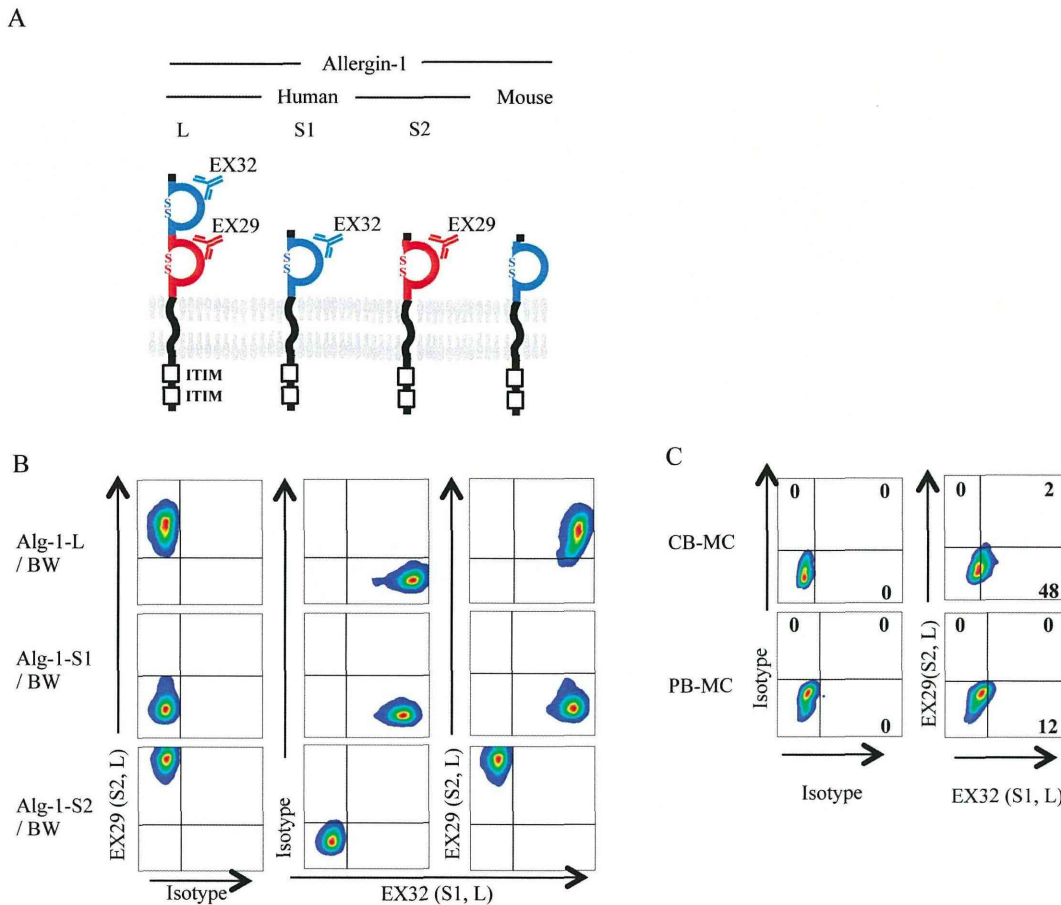 A
Allergin-1
Human
Mouse
L
S1
S2
EX32
EX29
EX32
EX29
S
S
S
S
S
S
S
S
S
S
ITIM
ITIM
B
Alg-1-L
/ BW
Alg-1-S1
/ BW
Alg-1-S2
/ BW
EX29 (S2, L)
Isotype
EX29 (S2, L)
Isotype
EX32 (S1, L)
C
CB-MC
0
0
0
0
2
48
PB-MC
0
0
0
0
0
12
Isotype
EX29(S2, L)
Isotype
EX32 (S1, L)